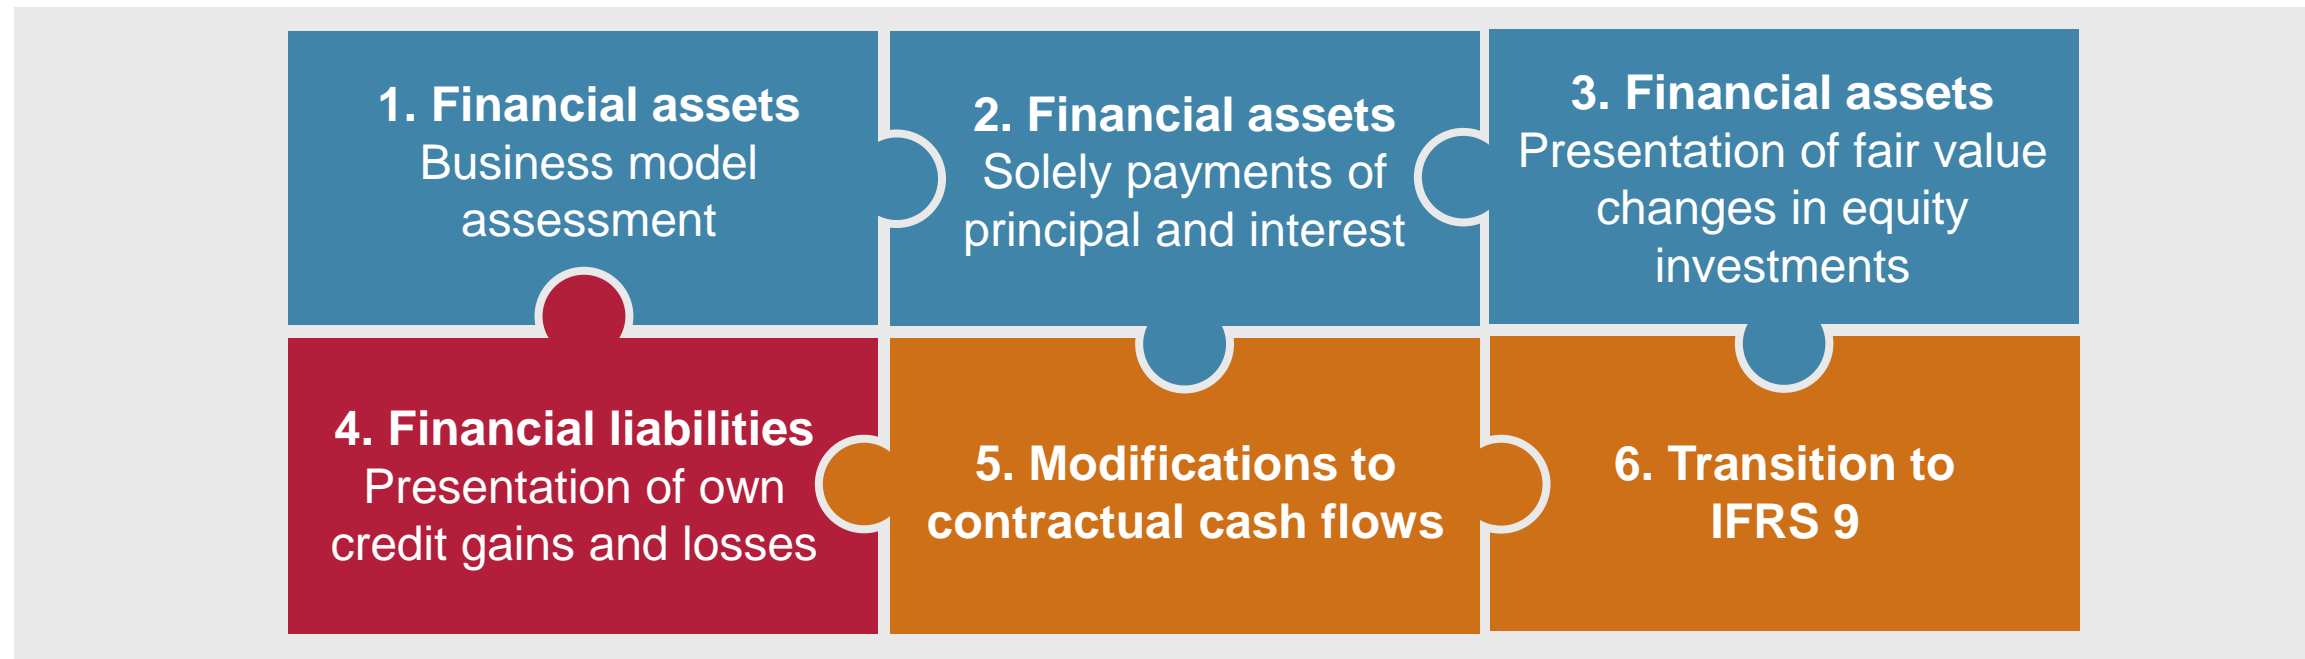 1. Financial assets
Business model
assessment
2. Financial assets
Solely payments of
principal and interest
3. Financial assets
Presentation of fair value
changes in equity
investments
4. Financial liabilities
Presentation of own
credit gains and losses
5. Modifications to
contractual cash flows
6. Transition to
IFRS 9